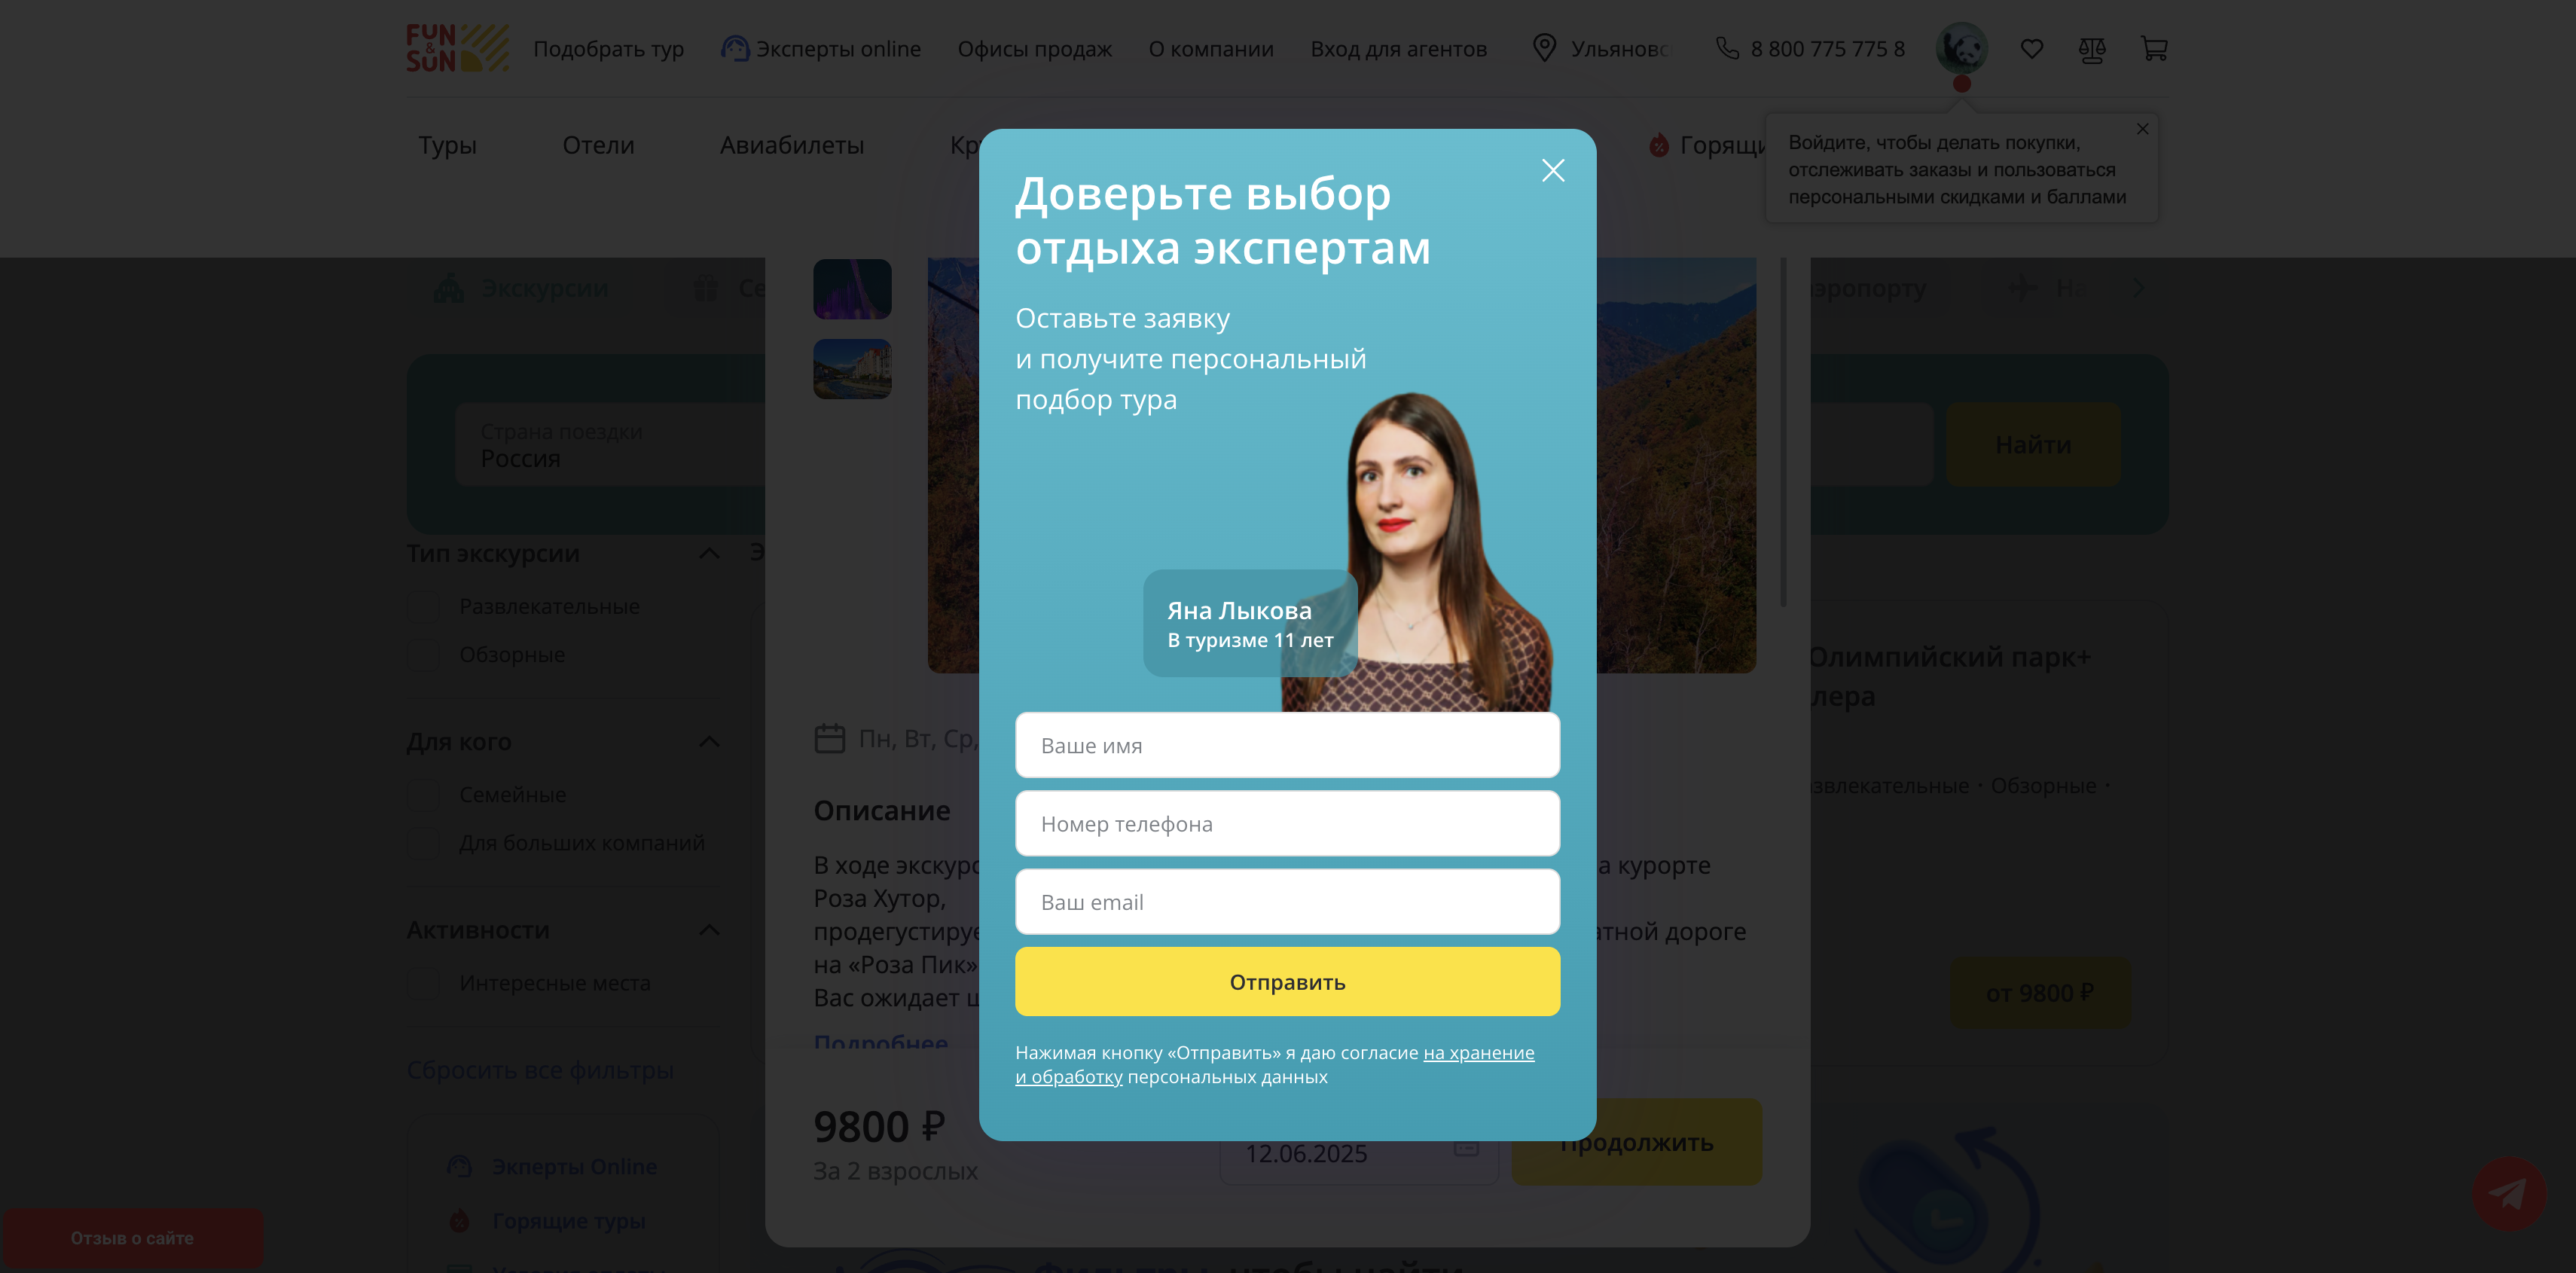 FUN & SUN
Подобрать тур
Эксперты online
Офисы продаж
О компании
Вход для агентов
8 800 775 775 8
Туры
Отели
Авиабилеты
Войдите, чтобы делать покупки,
отслеживать заказы и пользоваться
персональными скидками и баллами
Доверьте выбор
отдыха экспертам
Оставьте заявку
и получите персональный
подбор тура
Яна Лыкова
В туризме 11 лет
Ваше имя
Номер телефона
Ваш email
Отправить
Нажимая кнопку «Отправить» я даю согласие на хранение
и обработку персональных данных
Экскурсии
Страна поездки
Россия
Найти
Тип экскурсии
Развлекательные
Обзорные
Для кого
Семейные
Для больших компаний
Активности
Интересные места
Сбросить все фильтры
Экперты Online
Горящие туры
Отзыв о сайте
Пн, Вт, Ср,
Описание
В ходе экскурс
а курорте
Роза Хутор,
продегустируе
атной дороге
на «Роза Пик»
Вас ожидает
Подробнее
9800 ₽
За 2 взрослых
12.06.2025
Продолжить
Олимпийский парк+
лера
звлекательные · Обзорные ·
от 9800 ₽